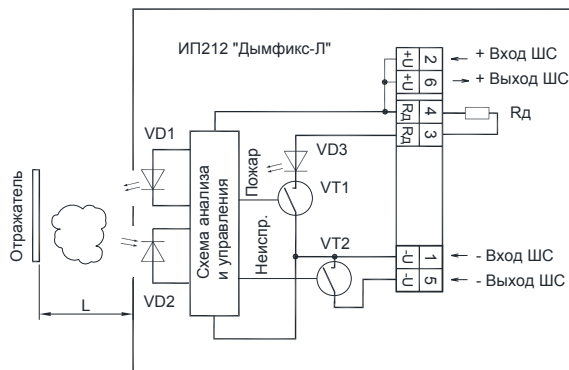 ИП212 "Дымфикс-Л"
+U 2 + Вход ШС
+U 6 + Выход ШС
Rд 4
Rд 3
Rд
VD1
VD3
Пожар
VT1
Отражатель
Схема анализа
и управления
Неиспр.
VT2
-U 1 - Вход ШС
-U 5 - Выход ШС
VD2
L